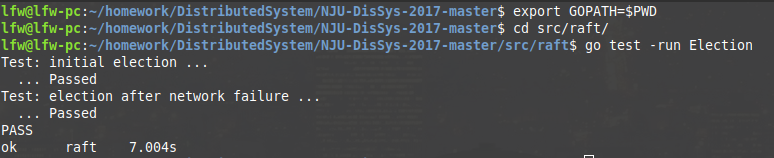 lfw@lfw-pc:~/homework/DistributedSystem/NJU-DisSys-2017-master$ export GOPATH=$PWD
lfw@lfw-pc:~/homework/DistributedSystem/NJU-DisSys-2017-master$ cd src/raft/
lfw@lfw-pc:~/homework/DistributedSystem/NJU-DisSys-2017-master/src/raft$ go test -run Election
Test: initial election ...
  ... Passed
Test: election after network failure ...
  ... Passed
PASS
ok      raft    7.004s